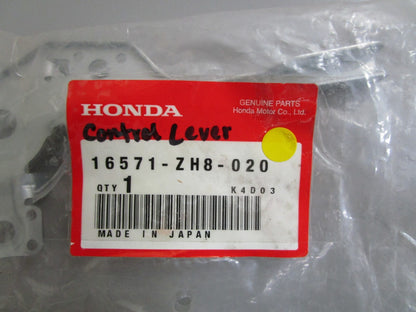 HONDA
GENUINE PARTS
Honda Motor Co., Ltd.
Control Lever
16571-ZH8-020
QTY 1 K4D03
MADE IN JAPAN